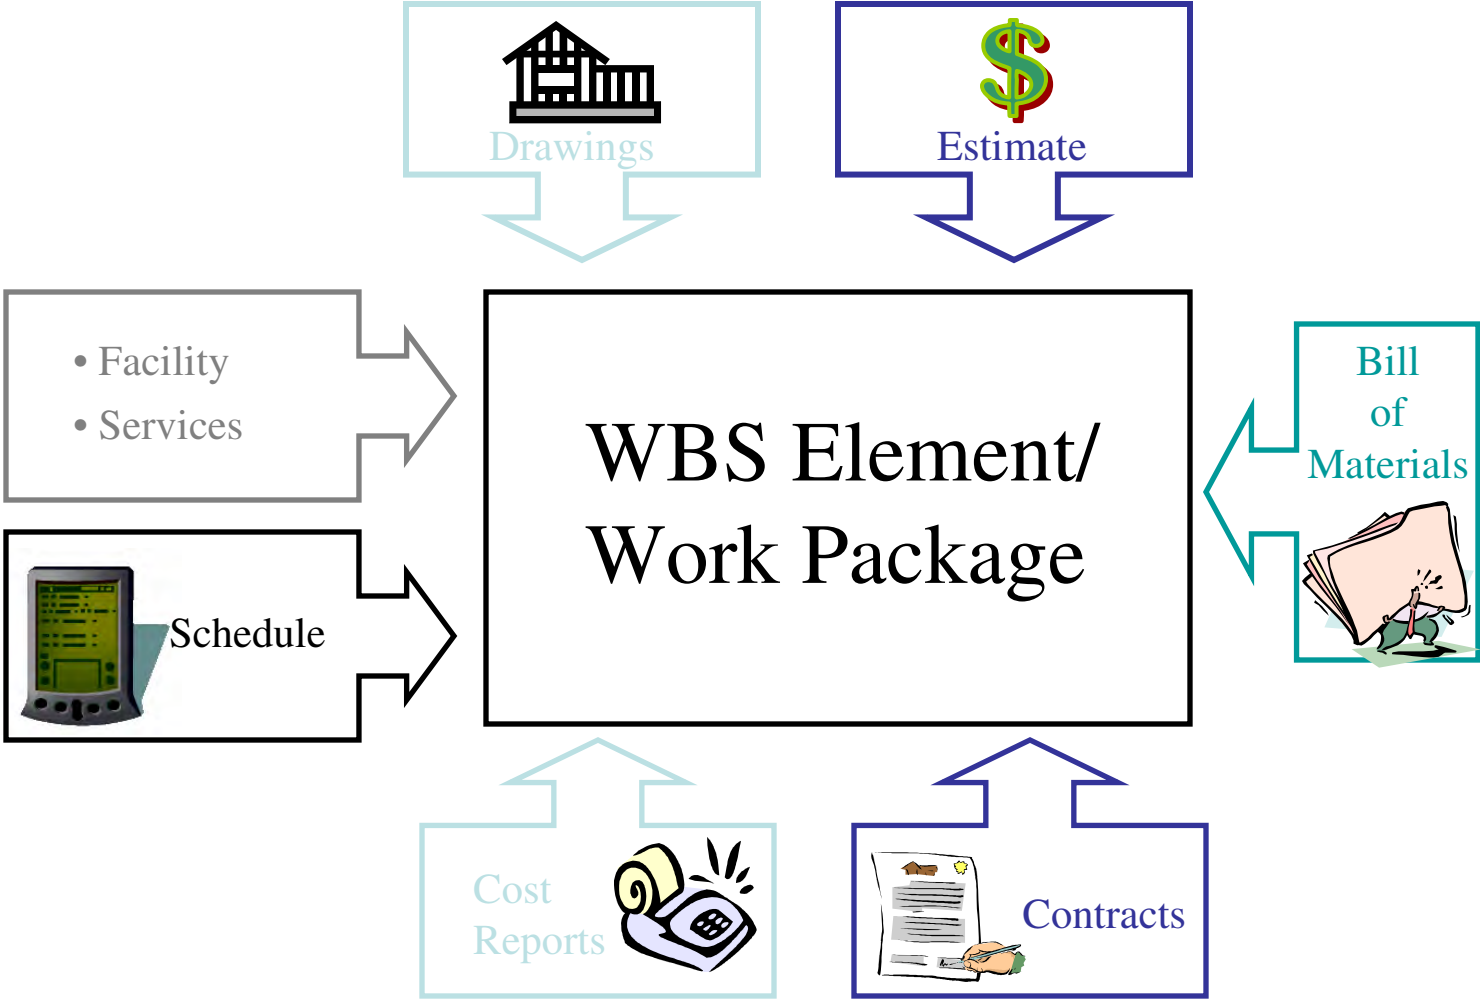 Drawings
Estimate
• Facility
• Services
WBS Element/
Work Package
Bill
of
Materials
Schedule
Cost
Reports
Contracts